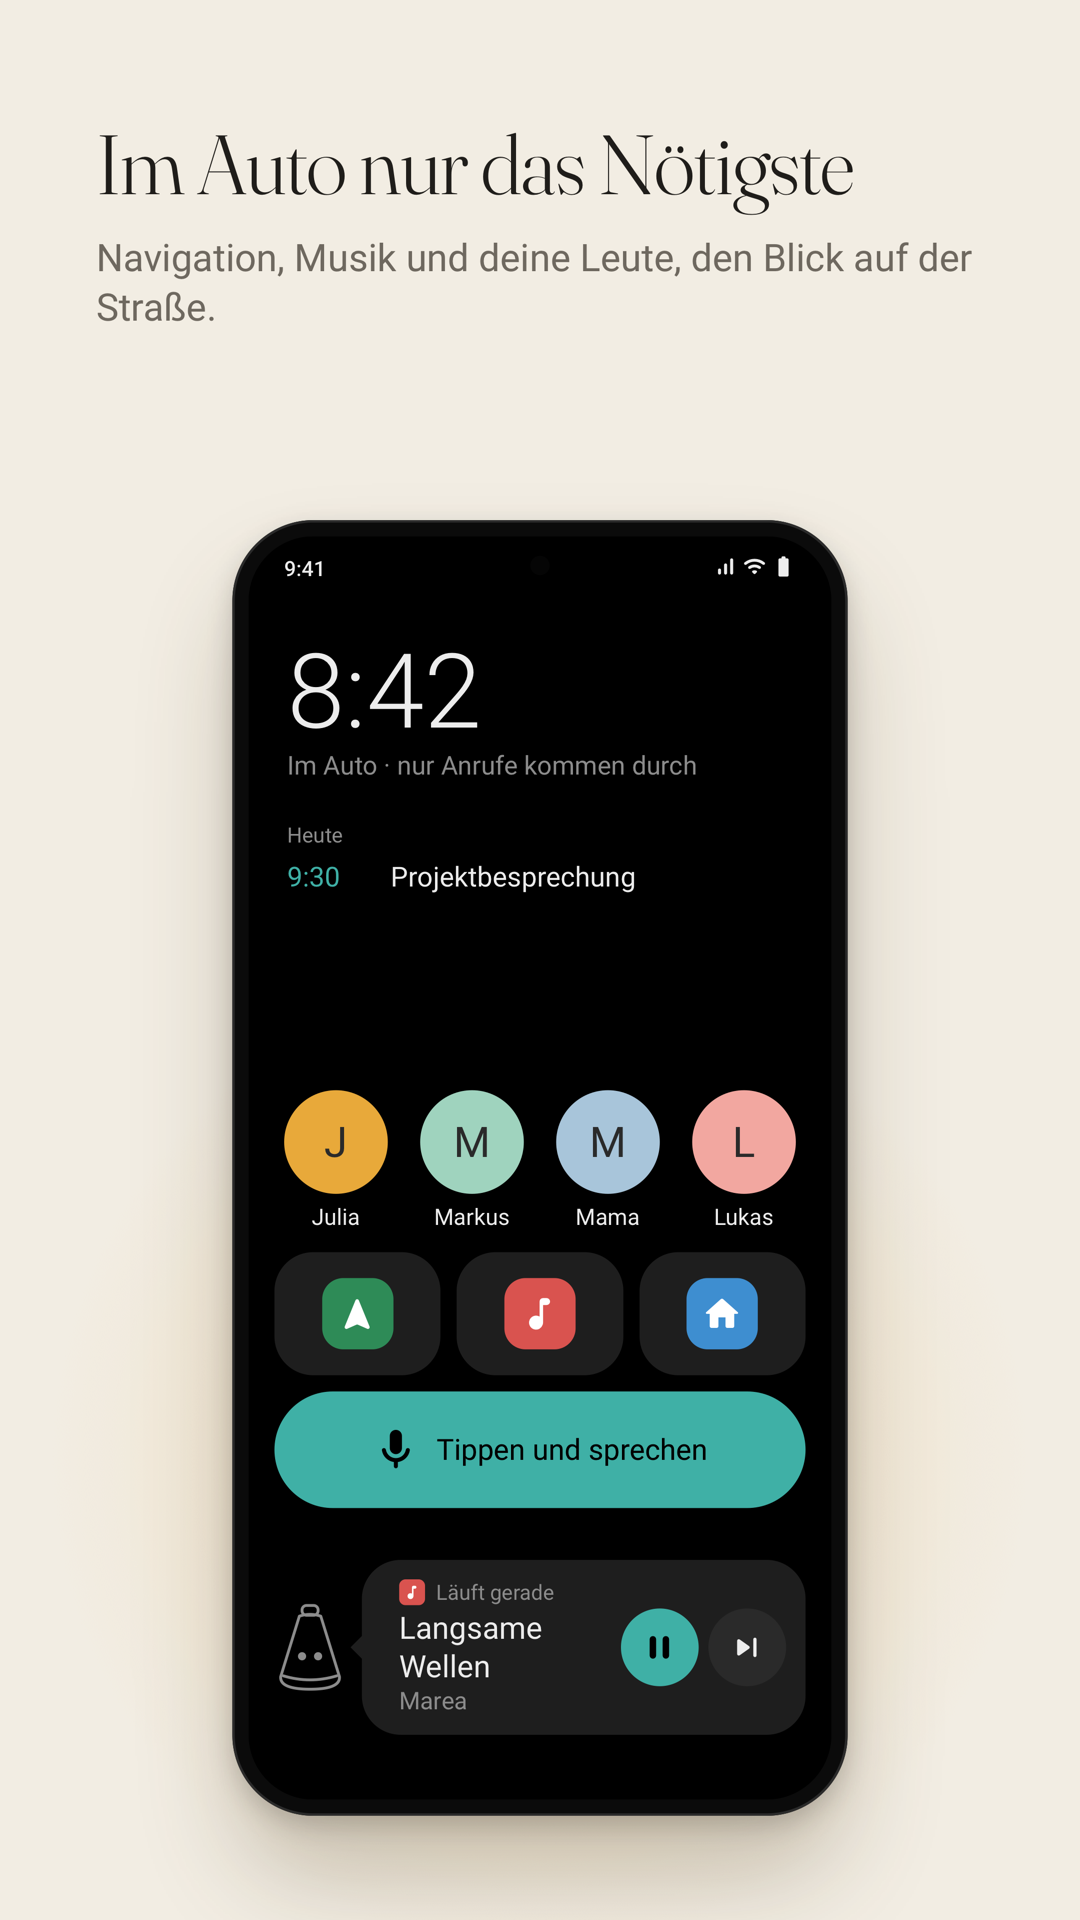 Im Auto nur das Nötigste
Navigation, Musik und deine Leute, den Blick auf der
Straße.
9:41
8:42
Im Auto · nur Anrufe kommen durch
Heute
9:30 Projektbesprechung
J M M L
Julia Markus Mama Lukas
Tippen und sprechen
Läuft gerade
Langsame
Wellen
Marea